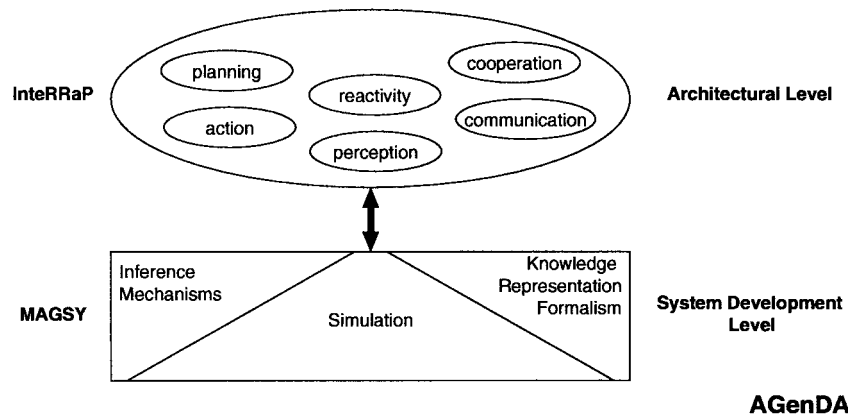 planning
cooperation
InteRRaP
reactivity
Architectural Level
action
communication
perception
Inference
Mechanisms
Knowledge
Representation
Formalism
MAGSY
Simulation
System Development
Level
AGenDA